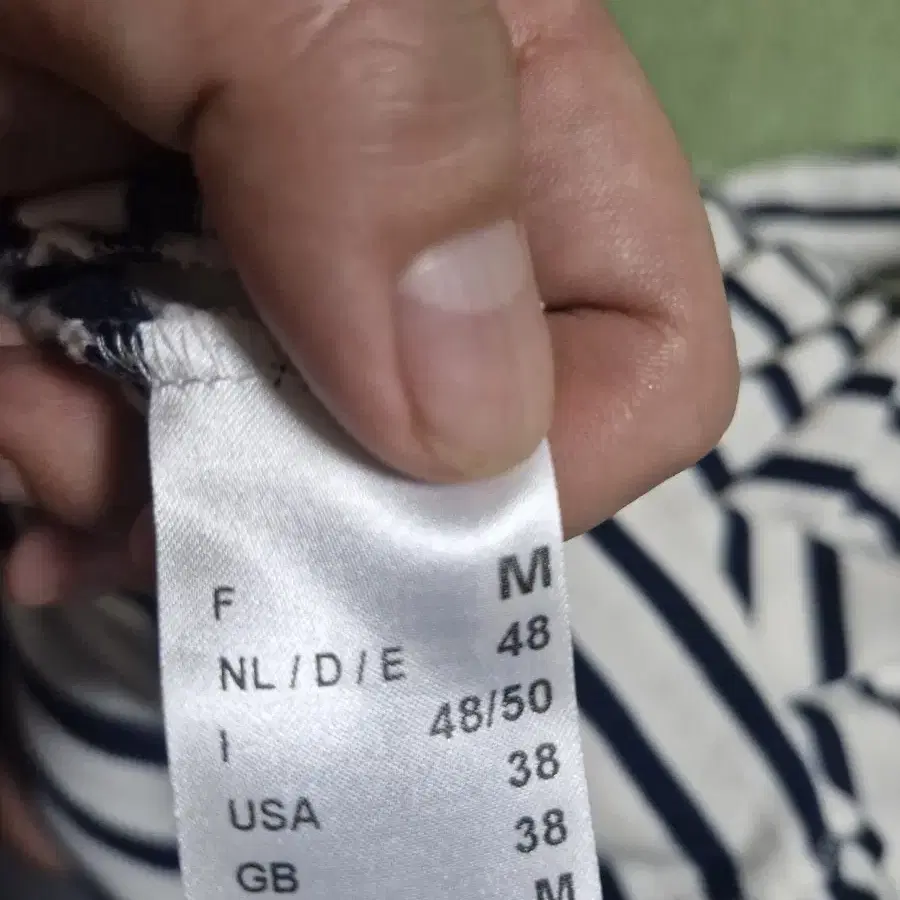 F M
NL / D / E 48
I 48/50
USA 38
GB 38
M